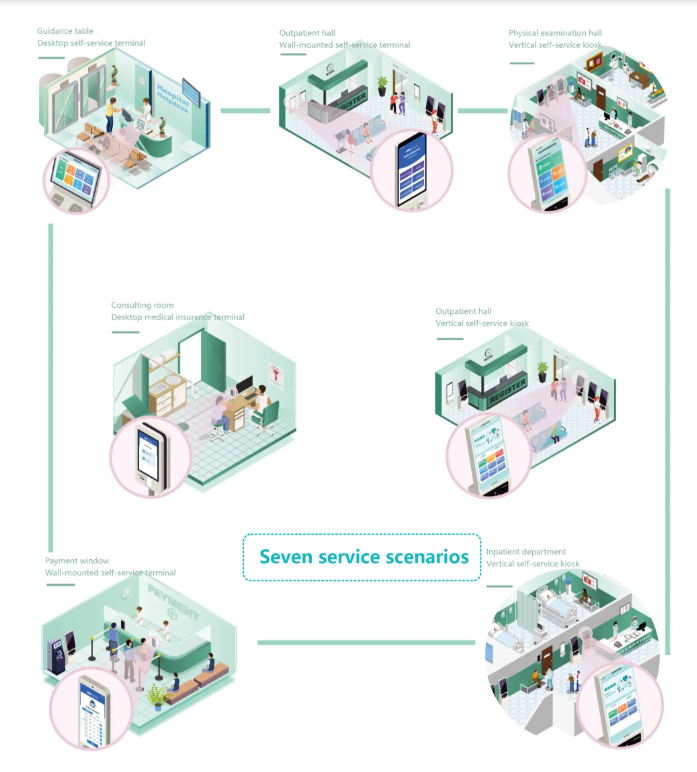 Guidance table
Desktop self-service terminal
Outpatient hall
Wall-mounted self-service terminal
Physical examination hall
Vertical self-service kiosk
Hospital
Helpdesk
REGISTER
Consulting room
Desktop medical insurance terminal
Outpatient hall
Vertical self-service kiosk
REGISTER
Seven service scenarios
Payment window
Wall-mounted self-service terminal
PAYMENT
Inpatient department
Vertical self-service kiosk